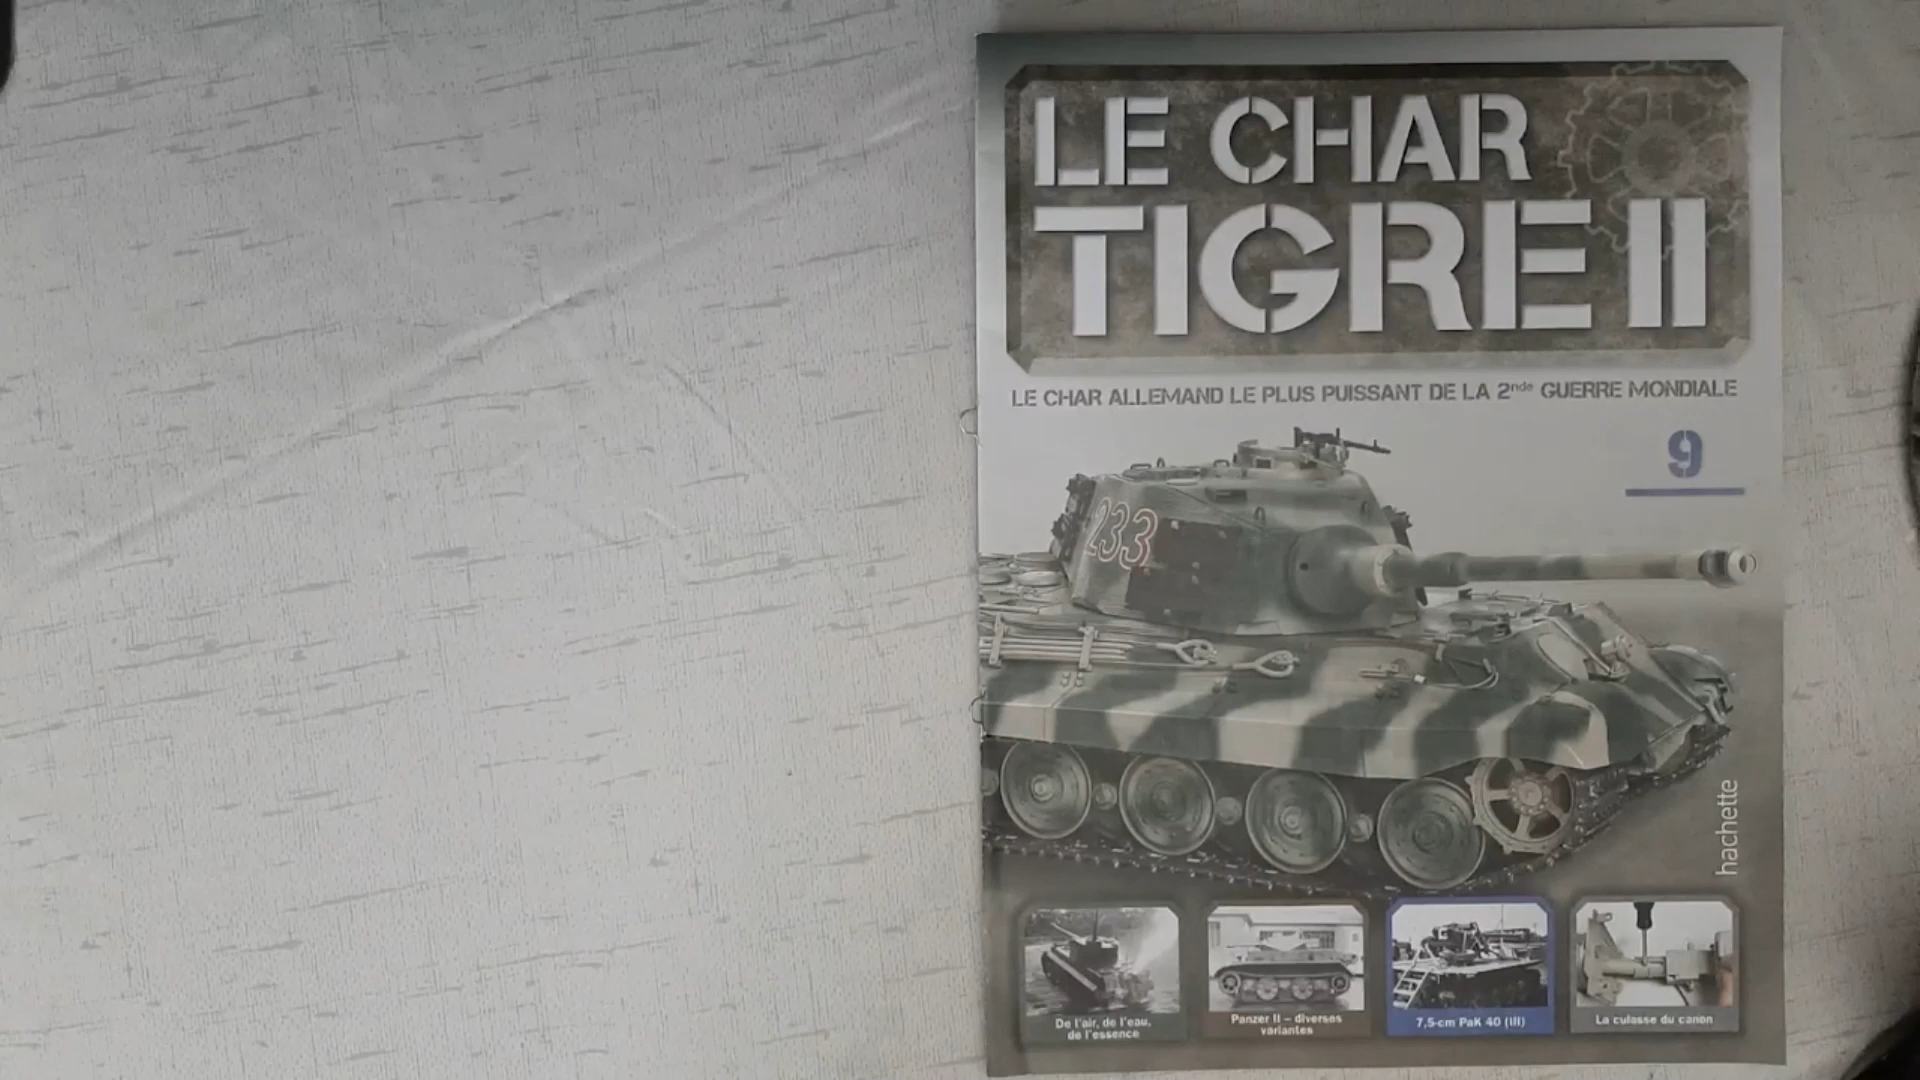 LE CHAR
TIGRE II
LE CHAR ALLEMAND LE PLUS PUISSANT DE LA 2nde GUERRE MONDIALE
9
233
hachette
De l'air, de l'eau,
de l'essence
Panzer II – diverses
variantes
7,5-cm PaK 40 (III)
La culasse du canon